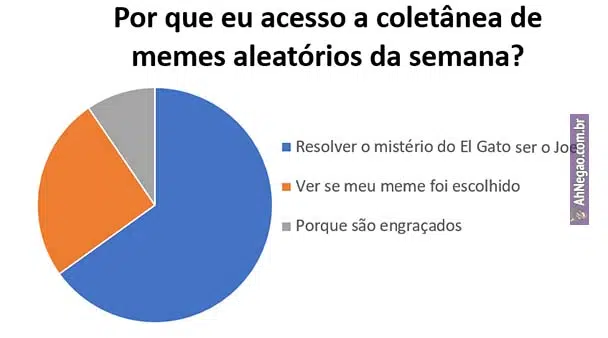 Por que eu acesso a coletânea de
memes aleatórios da semana?
Resolver o mistério do El Gato ser o Joe
Ver se meu meme foi escolhido
Porque são engraçados
AhNegao.com.br